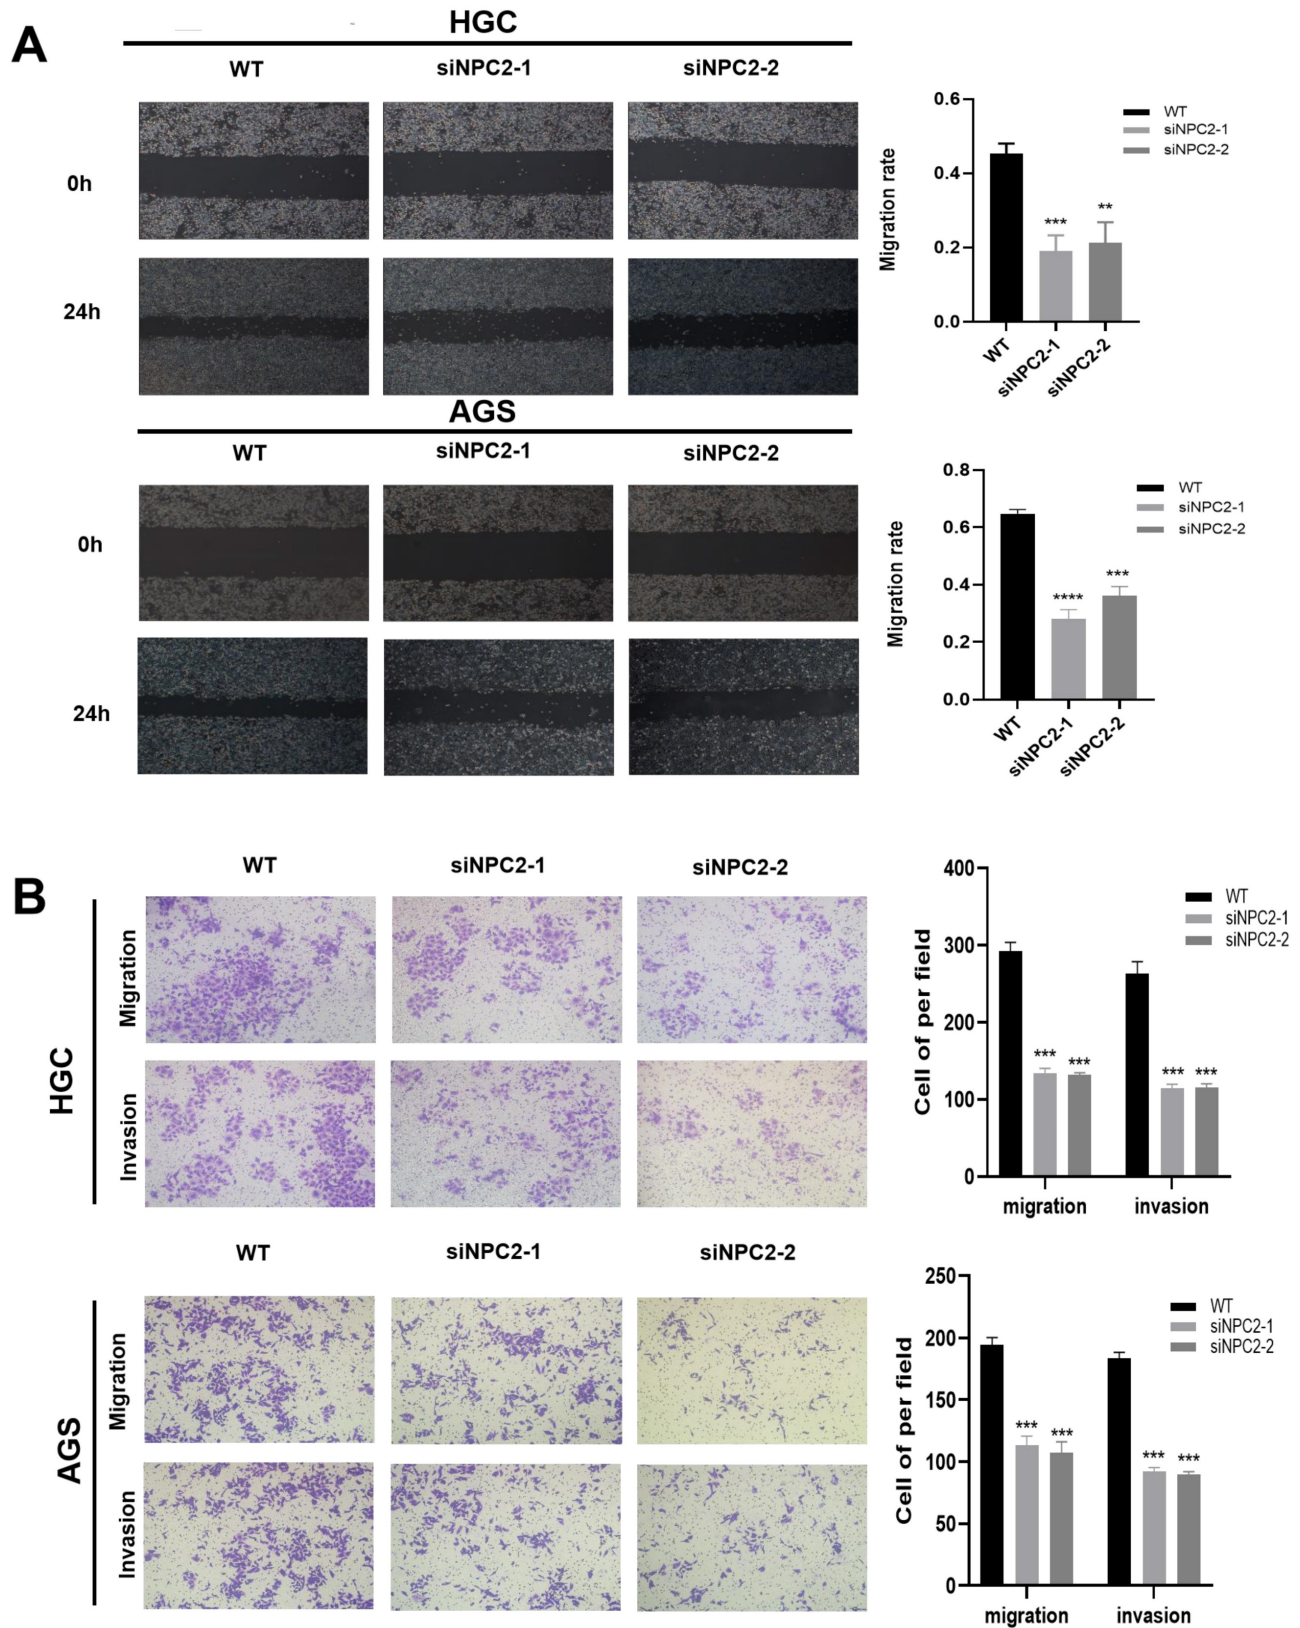 A
HGC
WT siNPC2-1 siNPC2-2
0h
24h
0.6
0.4
0.2
0.0
Migration rate
WT
siNPC2-1
siNPC2-2
***
**
WT siNPC2-1 siNPC2-2
AGS
WT siNPC2-1 siNPC2-2
0h
24h
0.8
0.6
0.4
0.2
0.0
Migration rate
WT
siNPC2-1
siNPC2-2
****
***
WT siNPC2-1 siNPC2-2
B
WT siNPC2-1 siNPC2-2
HGC
Migration
Invasion
400
300
200
100
0
Cell of per field
WT
siNPC2-1
siNPC2-2
*** *** *** ***
migration invasion
WT siNPC2-1 siNPC2-2
AGS
Migration
Invasion
250
200
150
100
50
0
Cell of per field
WT
siNPC2-1
siNPC2-2
*** *** *** ***
migration invasion